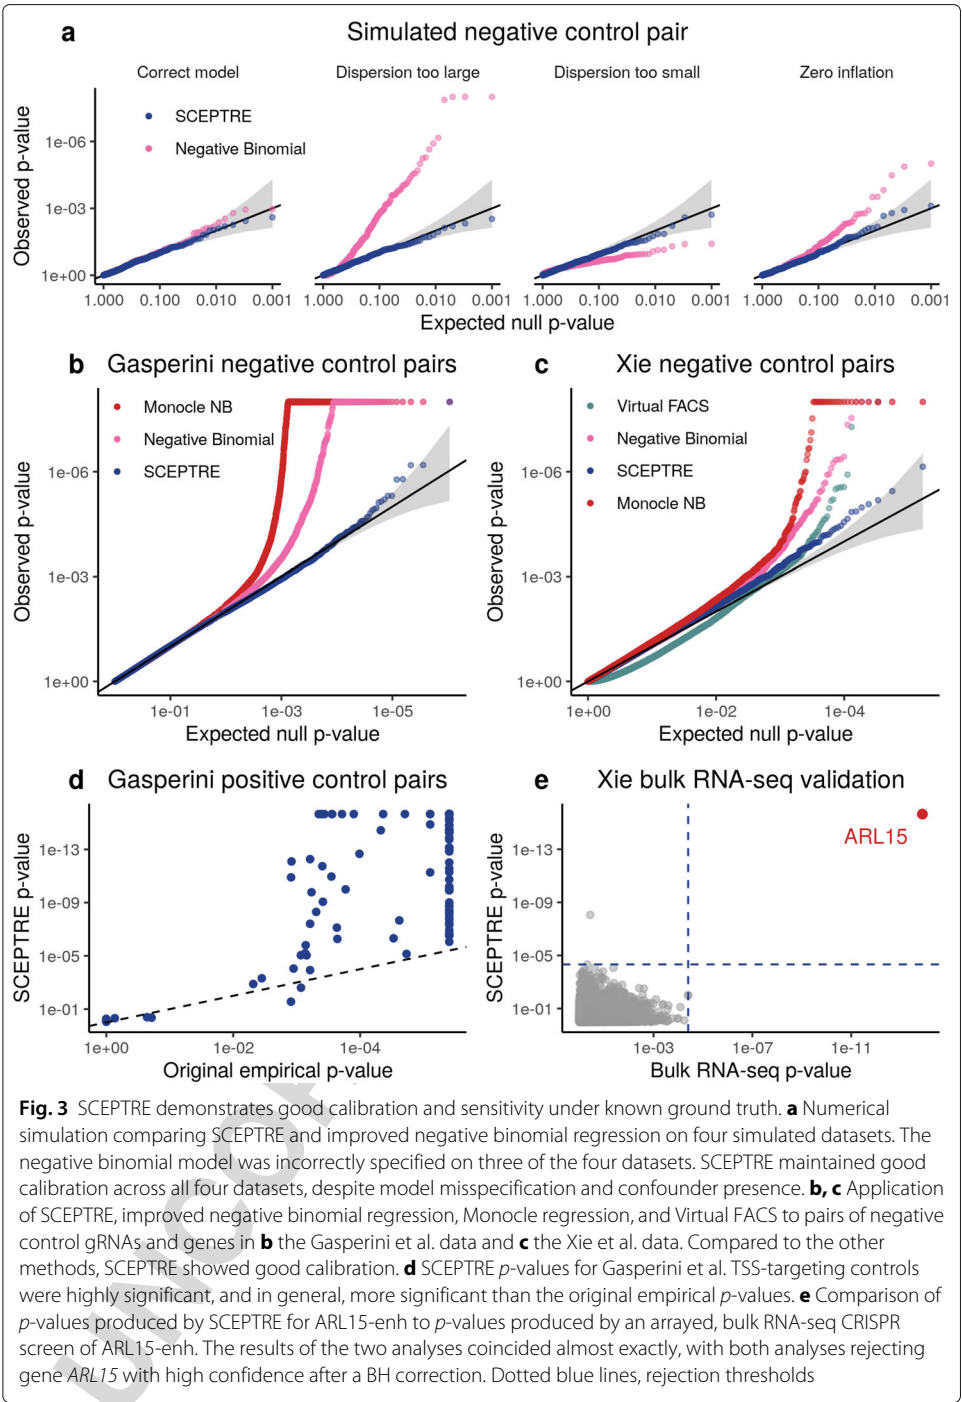 a Simulated negative control pair
Correct model Dispersion too large Dispersion too small Zero inflation
SCEPTRE
Negative Binomial
Observed p-value
1e-06
1e-03
1e+00
1.000 0.100 0.010 0.001 1.000 0.100 0.010 0.001 1.000 0.100 0.010 0.001 1.000 0.100 0.010 0.001
Expected null p-value
b Gasperini negative control pairs
Monocle NB
Negative Binomial
SCEPTRE
Observed p-value
1e-06
1e-03
1e+00
1e-01 1e-03 1e-05
Expected null p-value
c Xie negative control pairs
Virtual FACS
Negative Binomial
SCEPTRE
Monocle NB
Observed p-value
1e-06
1e-03
1e+00
1e+00 1e-02 1e-04
Expected null p-value
d Gasperini positive control pairs
SCEPTRE p-value
1e-13
1e-09
1e-05
1e-01
1e+00 1e-02 1e-04
Original empirical p-value
e Xie bulk RNA-seq validation
ARL15
SCEPTRE p-value
1e-13
1e-09
1e-05
1e-01
1e-03 1e-07 1e-11
Bulk RNA-seq p-value
Fig. 3 SCEPTRE demonstrates good calibration and sensitivity under known ground truth. a Numerical
simulation comparing SCEPTRE and improved negative binomial regression on four simulated datasets. The
negative binomial model was incorrectly specified on three of the four datasets. SCEPTRE maintained good
calibration across all four datasets, despite model misspecification and confounder presence. b, c Application
of SCEPTRE, improved negative binomial regression, Monocle regression, and Virtual FACS to pairs of negative
control gRNAs and genes in b the Gasperini et al. data and c the Xie et al. data. Compared to the other
methods, SCEPTRE showed good calibration. d SCEPTRE p-values for Gasperini et al. TSS-targeting controls
were highly significant, and in general, more significant than the original empirical p-values. e Comparison of
p-values produced by SCEPTRE for ARL15-enh to p-values produced by an arrayed, bulk RNA-seq CRISPR
screen of ARL15-enh. The results of the two analyses coincided almost exactly, with both analyses rejecting
gene ARL15 with high confidence after a BH correction. Dotted blue lines, rejection thresholds